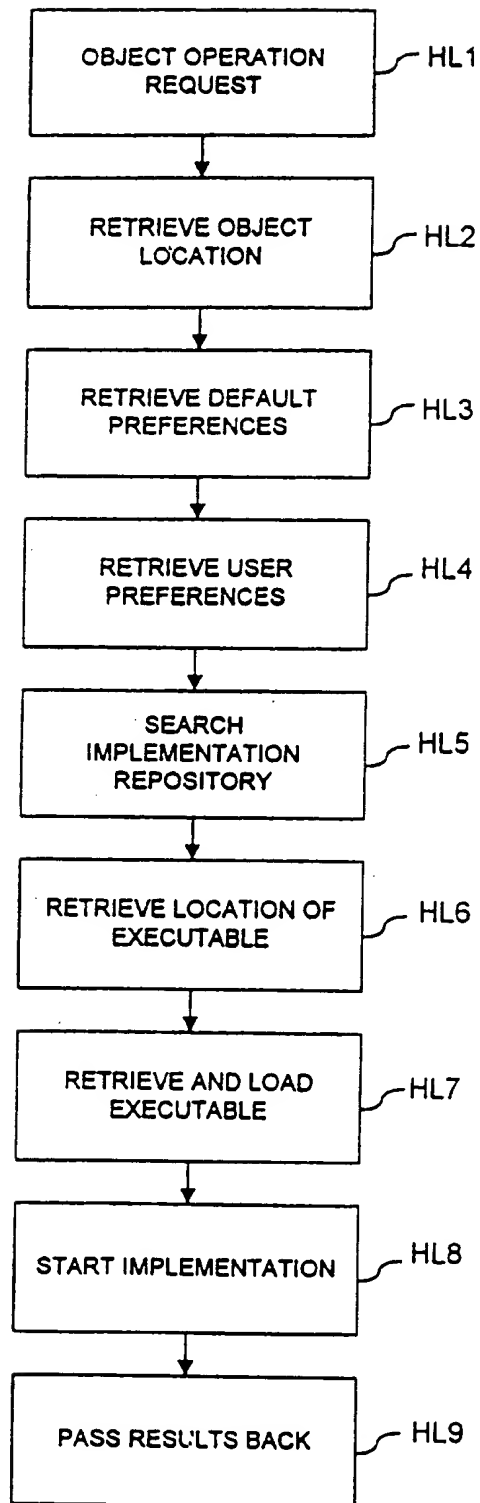 OBJECT OPERATION
REQUEST
HL1
RETRIEVE OBJECT
LOCATION
HL2
RETRIEVE DEFAULT
PREFERENCES
HL3
RETRIEVE USER
PREFERENCES
HL4
SEARCH
IMPLEMENTATION
REPOSITORY
HL5
RETRIEVE LOCATION OF
EXECUTABLE
HL6
RETRIEVE AND LOAD
EXECUTABLE
HL7
START IMPLEMENTATION
HL8
PASS RESULTS BACK
HL9